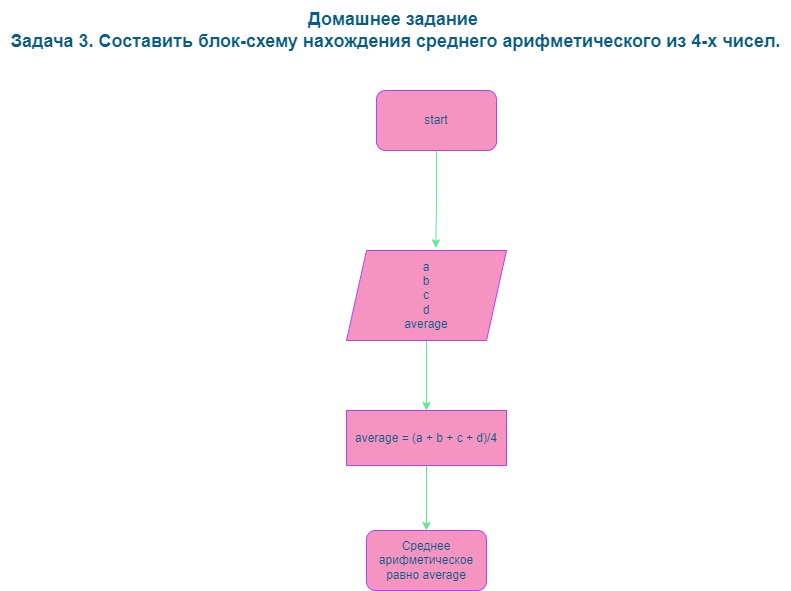 Домашнее задание
Задача 3. Составить блок-схему нахождения среднего арифметического из 4-х чисел.
start
a
b
c
d
average
average = (a + b + c + d)/4
Среднее
арифметическое
равно average